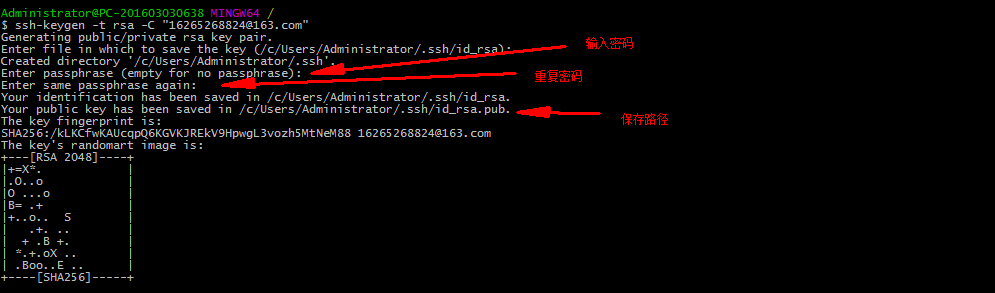 Administrator@PC-201603030638 MINGW64 /
$ ssh-keygen -t rsa -C "16265268824@163.com"
Generating public/private rsa key pair.
Enter file in which to save the key (/c/Users/Administrator/.ssh/id_rsa):
输入密码
Created directory '/c/Users/Administrator/.ssh'.
Enter passphrase (empty for no passphrase):
重复密码
Enter same passphrase again:
Your identification has been saved in /c/Users/Administrator/.ssh/id_rsa.
Your public key has been saved in /c/Users/Administrator/.ssh/id_rsa.pub.
保存路径
The key fingerprint is:
SHA256:/kLKCfwKAUcqpQ6KGVKJREkV9HpwgL3vozh5MtNeM88 16265268824@163.com
The key's randomart image is:
+---[RSA 2048]----+
|+=X*.            |
|.O..o            |
|O ...o           |
|B= .+            |
|+..o..  S        |
|   .+. ..        |
|  + .B +.        |
| *.+.oX ..       |
| .Boo..E ..      |
+----[SHA256]-----+